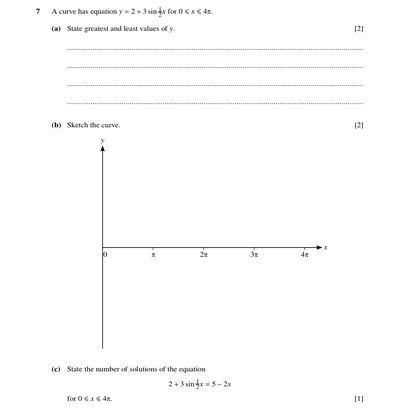 7 A curve has equation y = 2 + 3 sin ½x for 0 ⩽ x ⩽ 4π.
(a) State greatest and least values of y. [2]
(b) Sketch the curve. [2]
y
x
0 π 2π 3π 4π
(c) State the number of solutions of the equation
2 + 3 sin ½x = 5 − 2x
for 0 ⩽ x ⩽ 4π. [1]